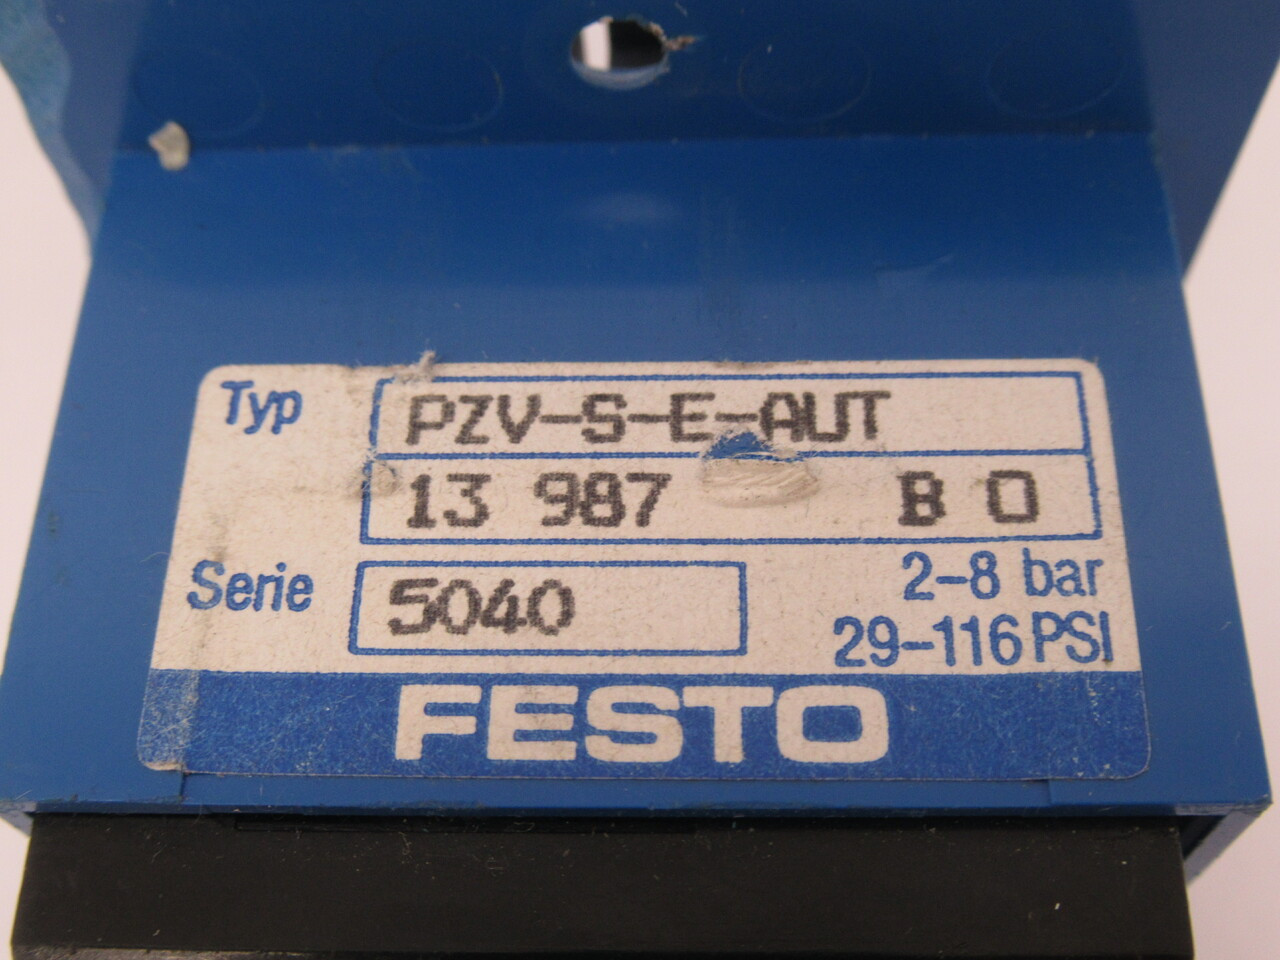 Typ PZV-S-E-AUT
13 987 B 0
Serie 5040 2-8 bar
29-116 PSI
FESTO